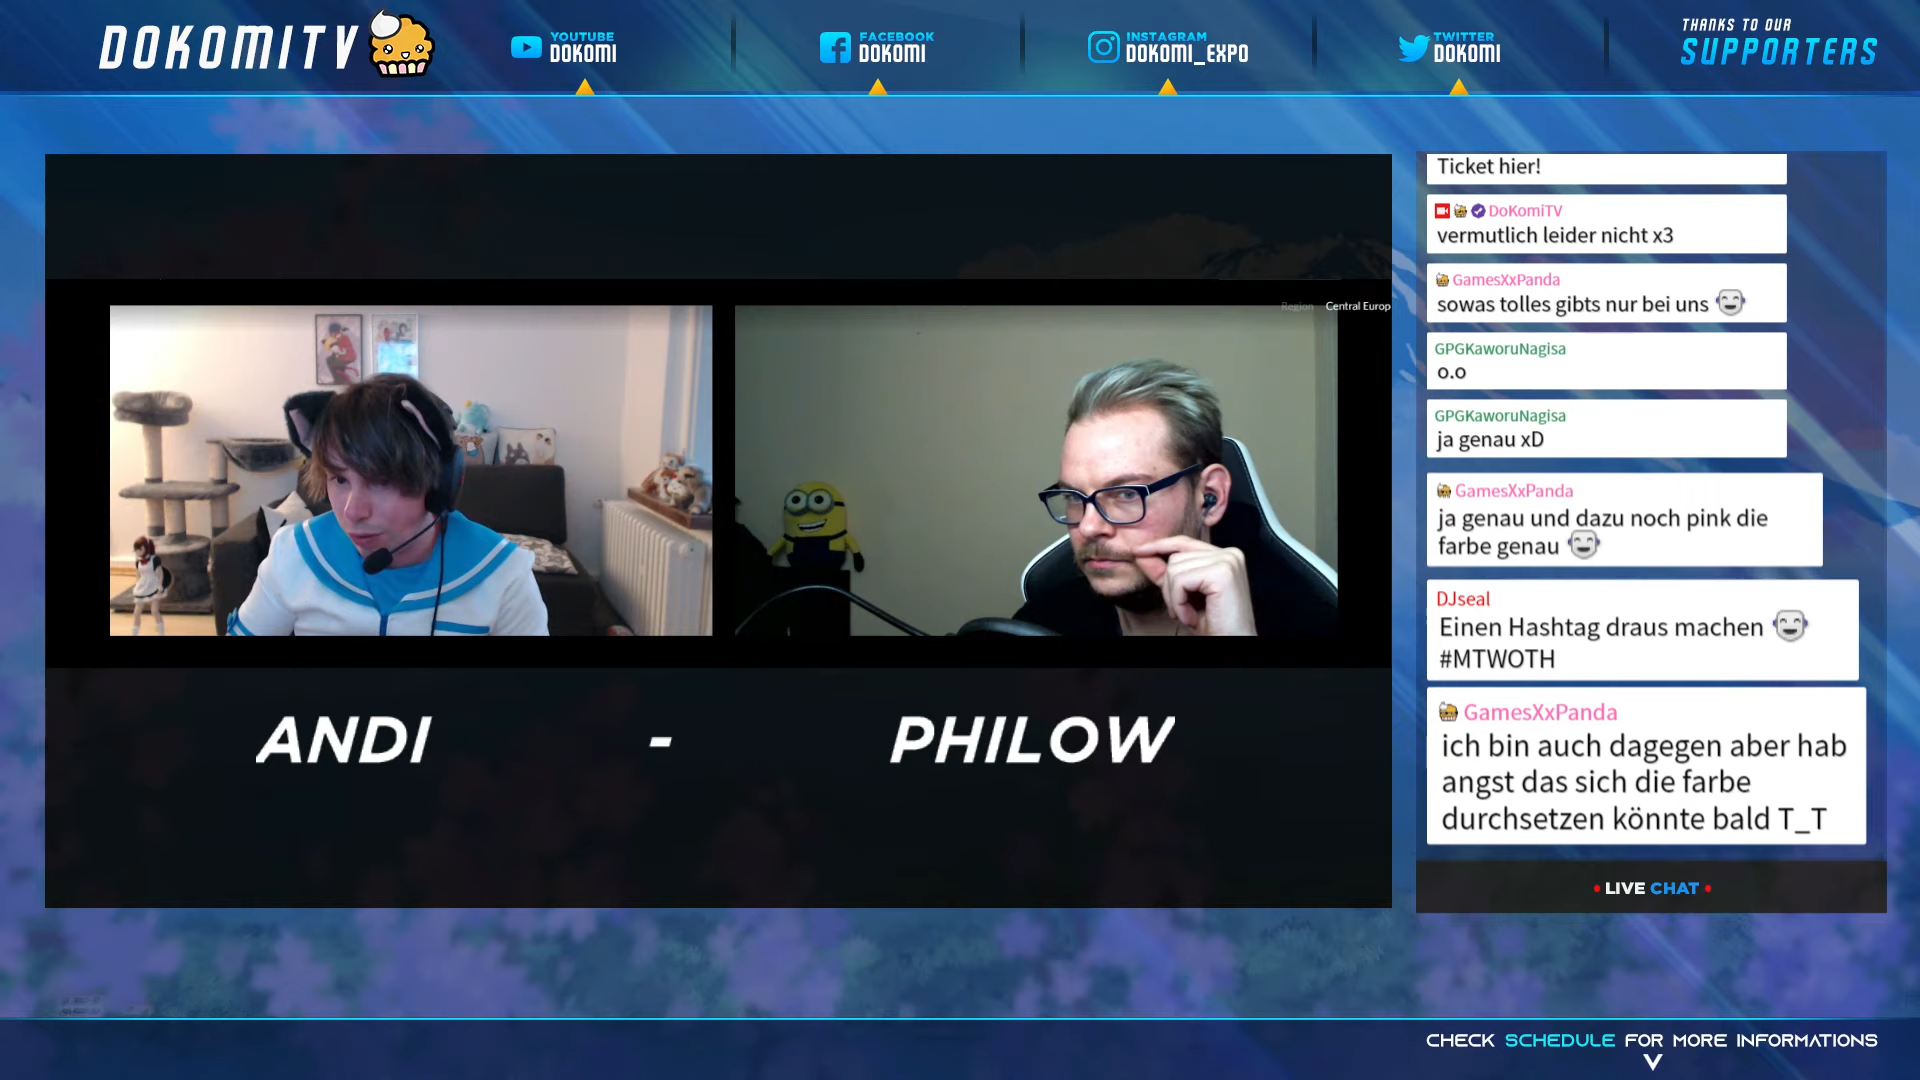 DOKOMITV
YOUTUBE
DOKOMI
FACEBOOK
DOKOMI
INSTAGRAM
DOKOMI_EXPO
TWITTER
DOKOMI
THANKS TO OUR
SUPPORTERS
Region Central Europ
ANDI - PHILOW
Ticket hier!
DoKomiTV
vermutlich leider nicht x3
GamesXxPanda
sowas tolles gibts nur bei uns
GPGKaworuNagisa
o.o
GPGKaworuNagisa
ja genau xD
GamesXxPanda
ja genau und dazu noch pink die
farbe genau
DJseal
Einen Hashtag draus machen
#MTWOTH
GamesXxPanda
ich bin auch dagegen aber hab
angst das sich die farbe
durchsetzen könnte bald T_T
• LIVE CHAT •
CHECK SCHEDULE FOR MORE INFORMATIONS